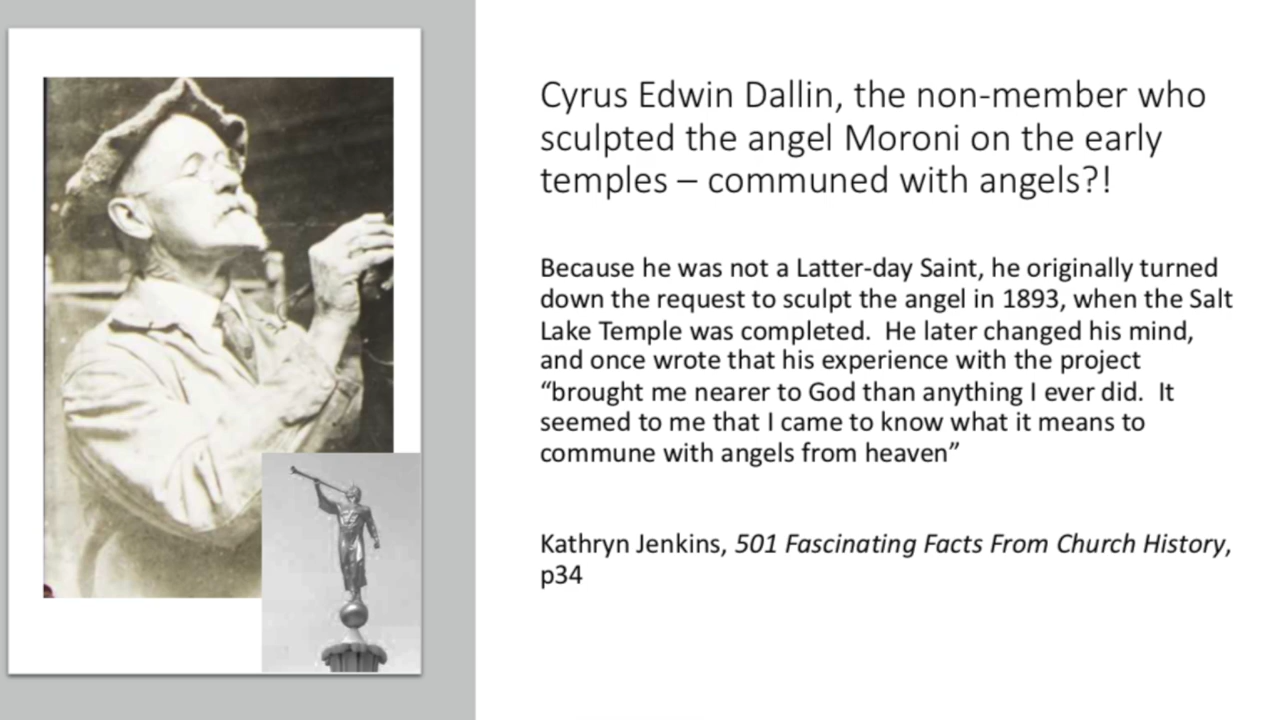 Cyrus Edwin Dallin, the non-member who
sculpted the angel Moroni on the early
temples – communed with angels?!
Because he was not a Latter-day Saint, he originally turned
down the request to sculpt the angel in 1893, when the Salt
Lake Temple was completed.  He later changed his mind,
and once wrote that his experience with the project
“brought me nearer to God than anything I ever did.  It
seemed to me that I came to know what it means to
commune with angels from heaven”
Kathryn Jenkins, 501 Fascinating Facts From Church History,
p34